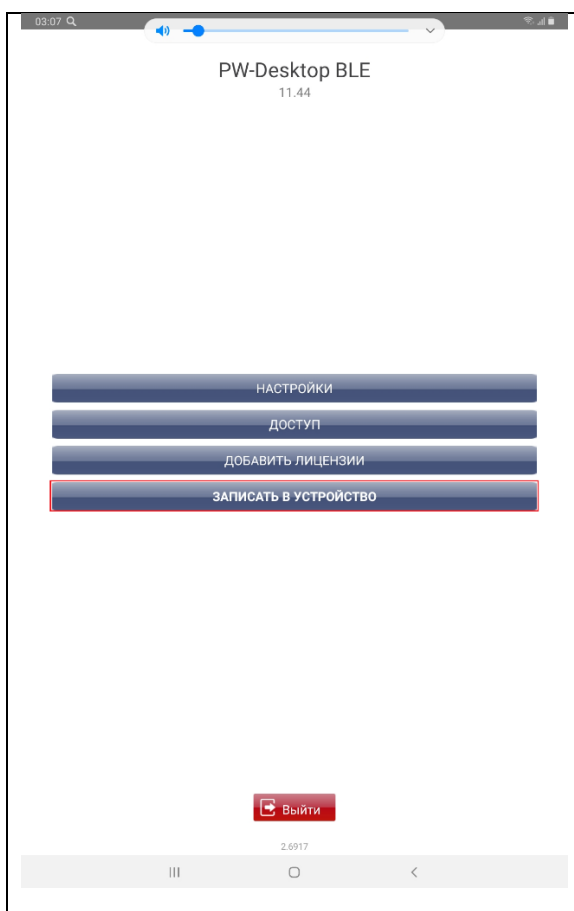 03:07
PW-Desktop BLE
11.44
НАСТРОЙКИ
ДОСТУП
ДОБАВИТЬ ЛИЦЕНЗИИ
ЗАПИСАТЬ В УСТРОЙСТВО
Выйти
2.6917